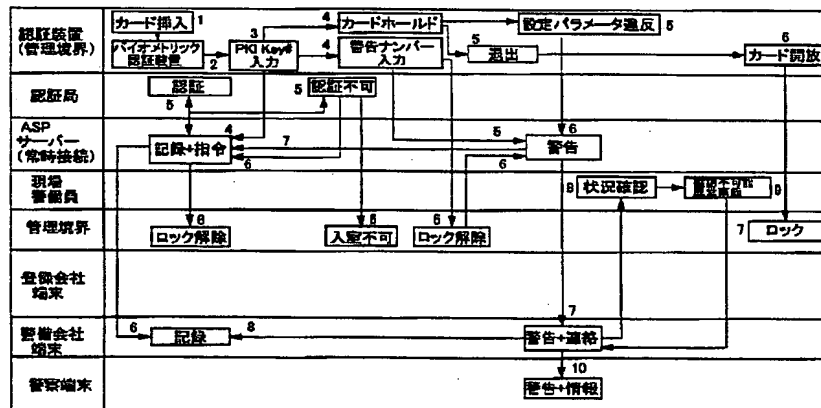 認証装置
(管理境界)
カード挿入 1
バイオメトリック
認証装置
2
3
PKI Key#
入力
4 カードホールド
4 警告ナンバー
入力
設定パラメータ違反 5
5
退出
6
カード開放
認証局
認証
5
5 認証不可
ASP
サーバー
(常時接続)
4
記録+指令
6
7
5
6
警告
6
現場
警備員
8 状況確認
9
管理境界
6
ロック解除
6
入室不可
6
ロック解除
7 ロック
登録会社
端末
警備会社
端末
6 記録
8
7
警告+連絡
警察端末
10
警告+情報